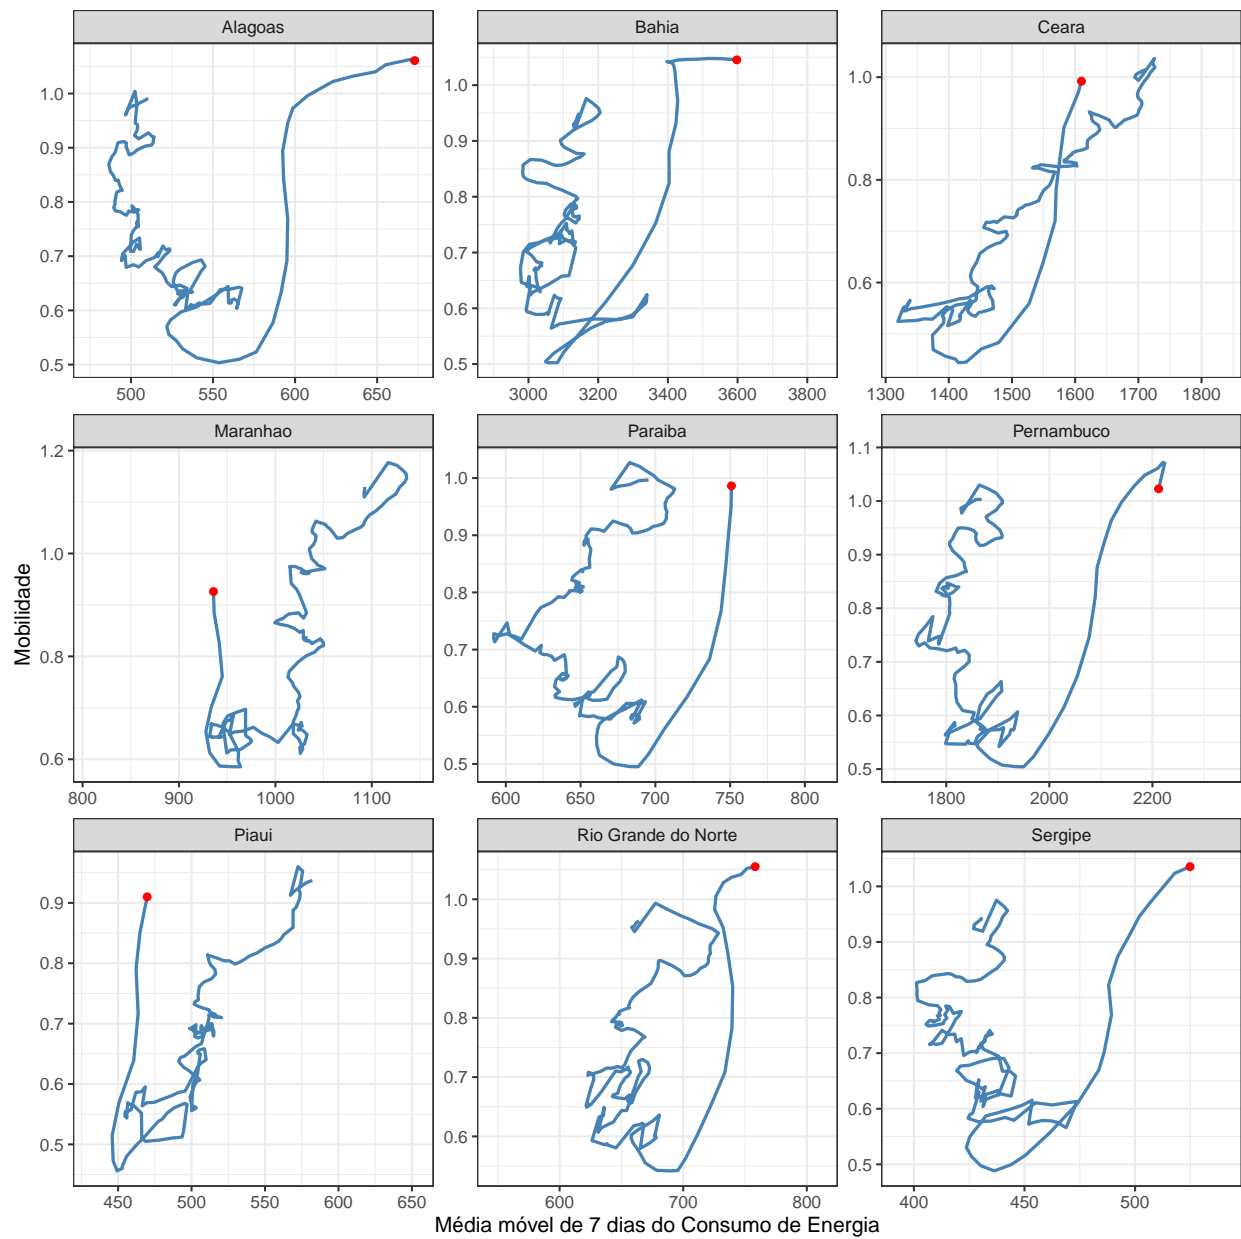 Alagoas
Bahia
Ceara
1.0
0.9
0.8
0.7
0.6
0.5
500 550 600 650
1.0
0.9
0.8
0.7
0.6
0.5
3000 3200 3400 3600 3800
1.0
0.8
0.6
1300 1400 1500 1600 1700 1800
Maranhao
Paraiba
Pernambuco
1.2
1.0
0.8
0.6
800 900 1000 1100
1.0
0.9
0.8
0.7
0.6
0.5
600 650 700 750 800
1.1
1.0
0.9
0.8
0.7
0.6
0.5
1800 2000 2200
Mobilidade
Piaui
Rio Grande do Norte
Sergipe
0.9
0.8
0.7
0.6
0.5
450 500 550 600 650
1.0
0.9
0.8
0.7
0.6
600 700 800
1.0
0.9
0.8
0.7
0.6
0.5
400 450 500
Média móvel de 7 dias do Consumo de Energia